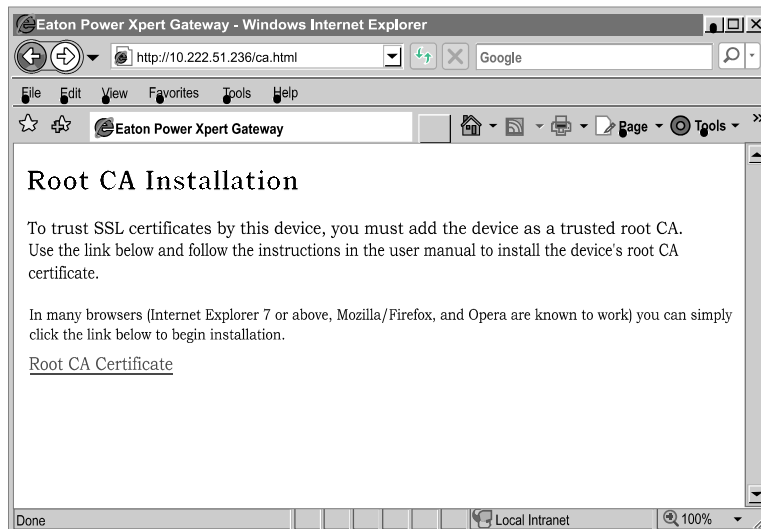 Eaton Power Xpert Gateway - Windows Internet Explorer
http://10.222.51.236/ca.html
Google
File Edit View Favorites Tools Help
Eaton Power Xpert Gateway
Page Tools
Root CA Installation
To trust SSL certificates by this device, you must add the device as a trusted root CA.
Use the link below and follow the instructions in the user manual to install the device's root CA
certificate.
In many browsers (Internet Explorer 7 or above, Mozilla/Firefox, and Opera are known to work) you can simply
click the link below to begin installation.
Root CA Certificate
Done
Local Intranet
100%